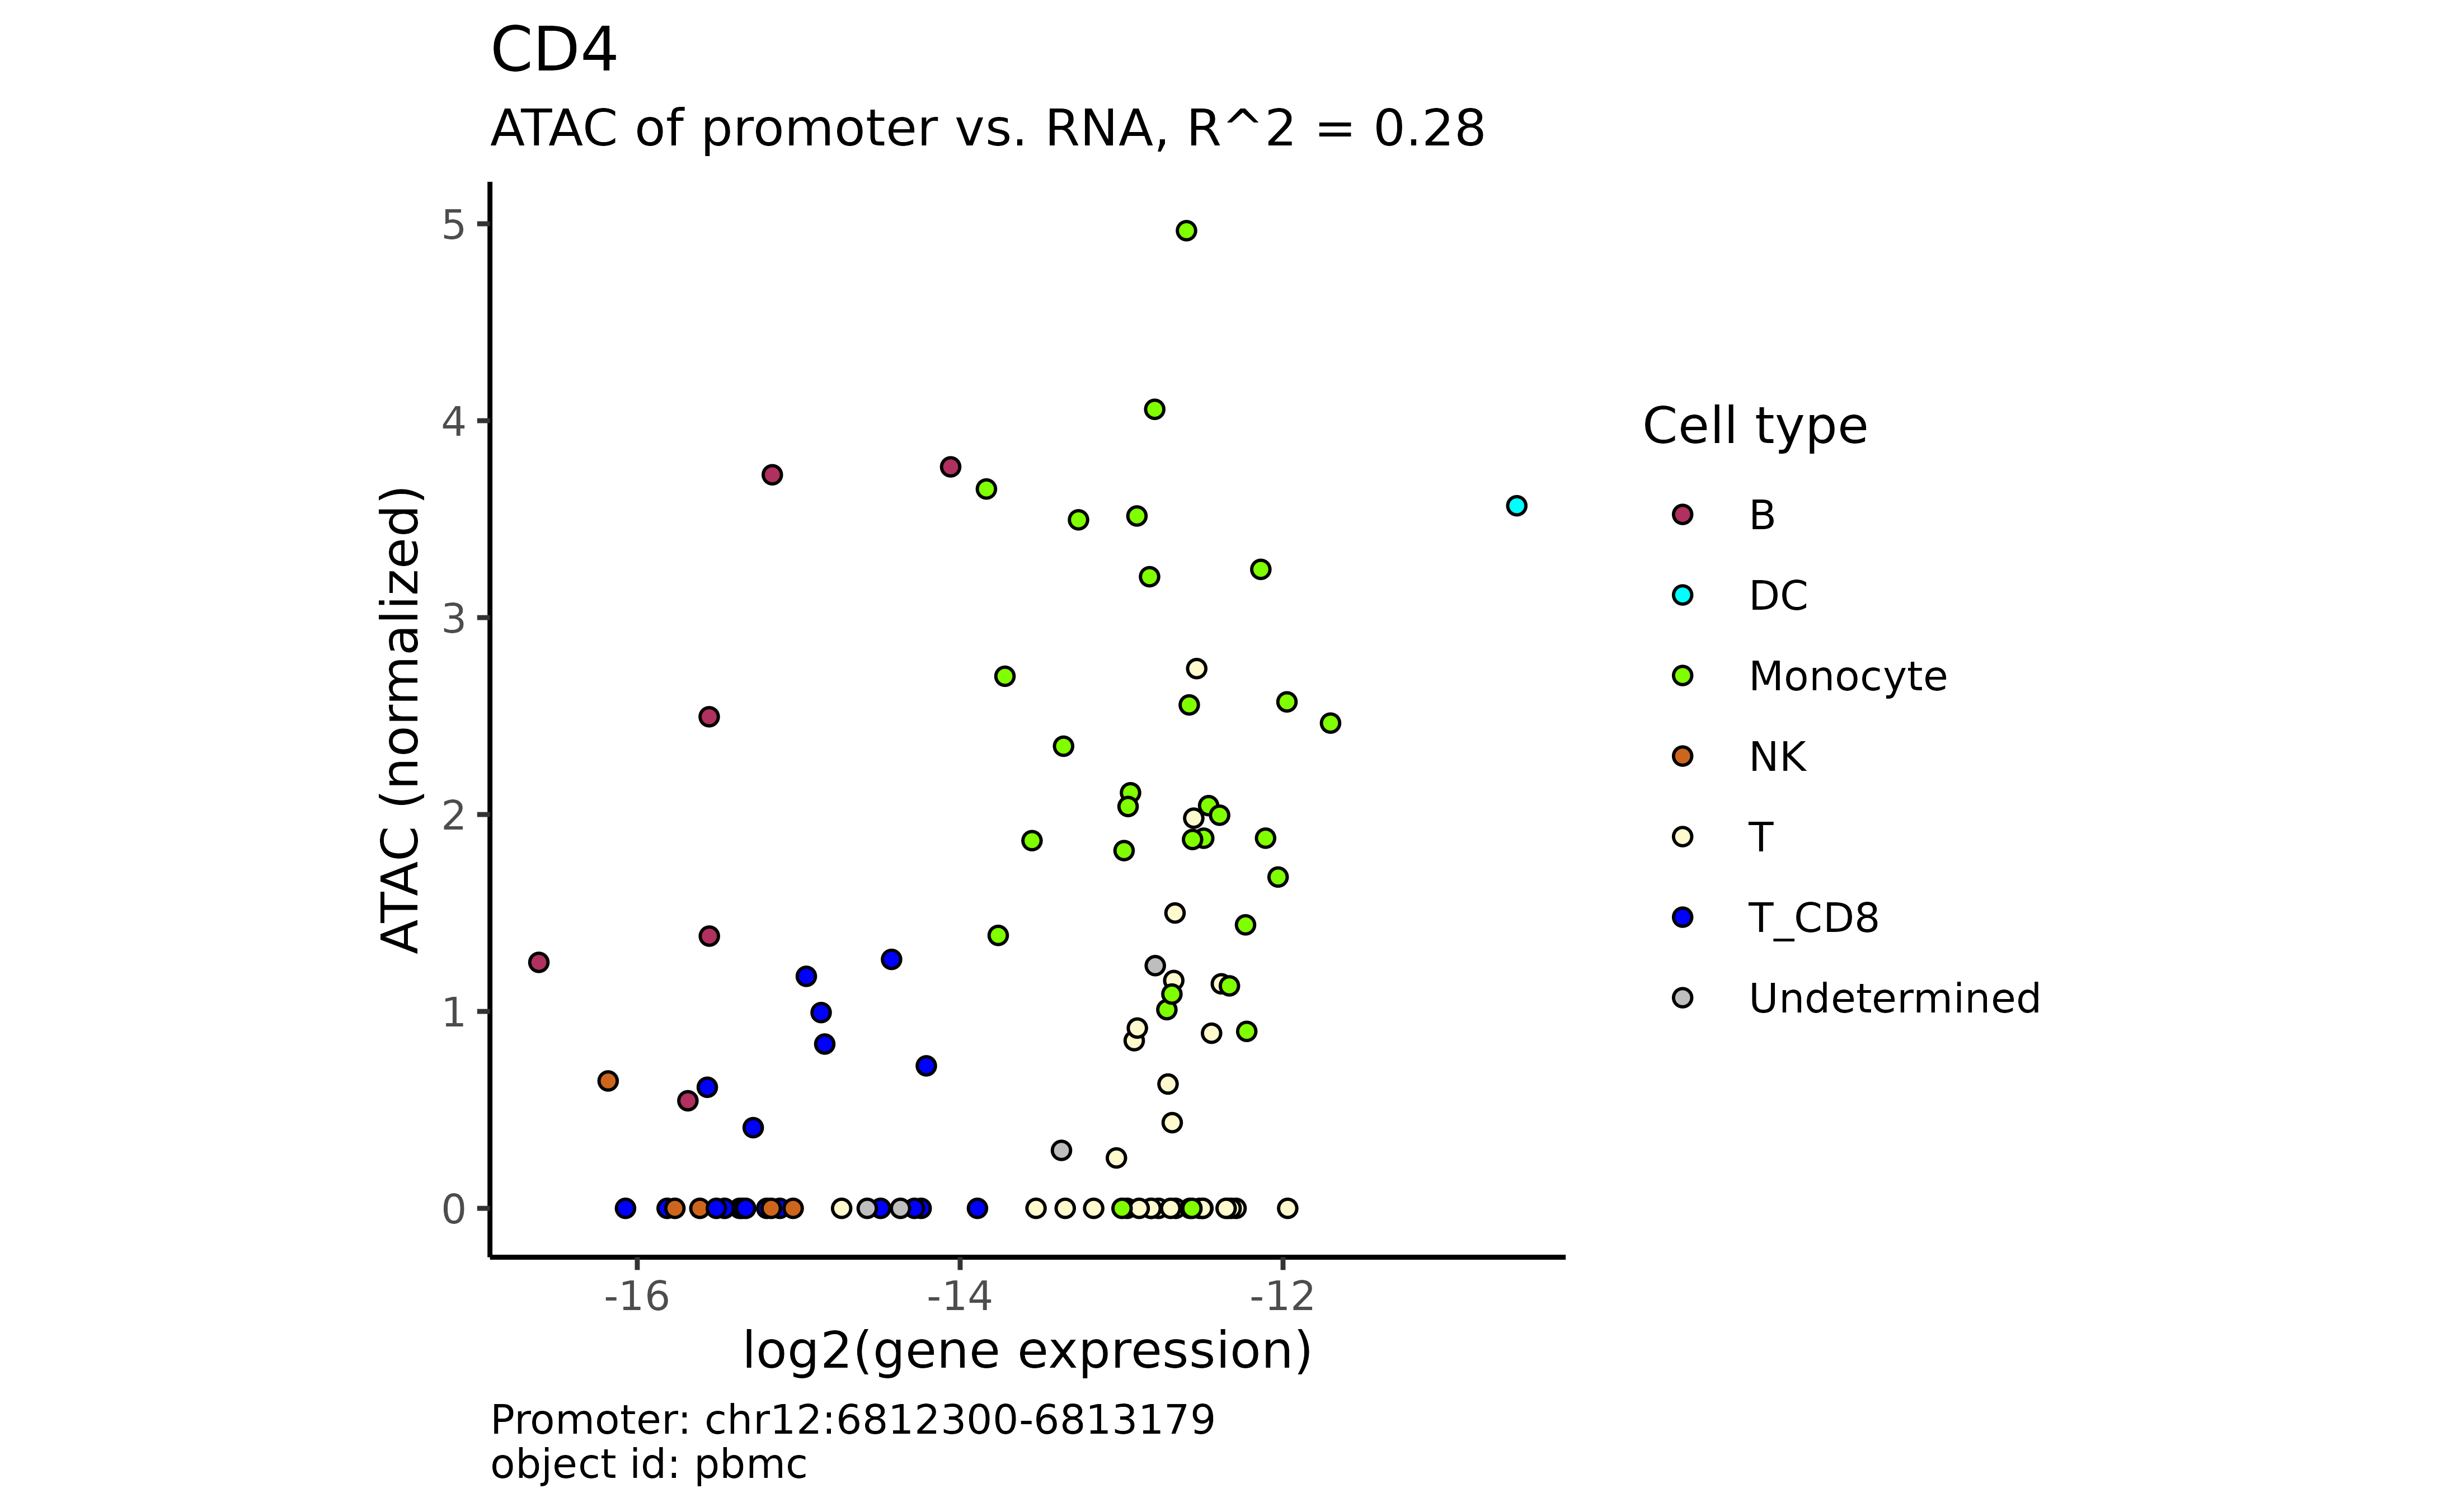 CD4
ATAC of promoter vs. RNA, R^2 = 0.28
5
4
3
2
1
0
ATAC (normalized)
-16
-14
-12
log2(gene expression)
Promoter: chr12:6812300-6813179
object id: pbmc
Cell type
B
DC
Monocyte
NK
T
T_CD8
Undetermined